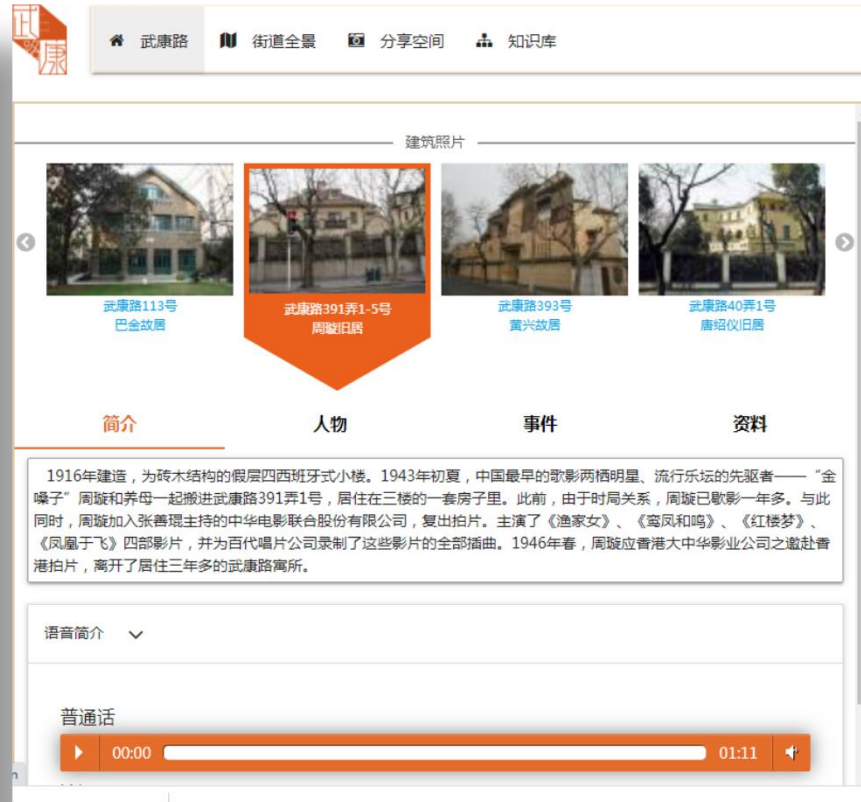 武康路
武康路
街道全景
分享空间
知识库
建筑照片
武康路113号
巴金故居
武康路391弄1-5号
周璇旧居
武康路393号
黄兴故居
武康路40弄1号
唐绍仪旧居
简介
人物
事件
资料
1916年建造，为砖木结构的假层四西班牙式小楼。1943年初夏，中国最早的歌影两栖明星、流行乐坛的先驱者——“金
嗓子”周璇和养母一起搬进武康路391弄1号，居住在三楼的一套房子里。此前，由于时局关系，周璇已歇影一年多。与此
同时，周璇加入张善琨主持的中华电影联合股份有限公司，复出拍片。主演了《渔家女》、《鸾凤和鸣》、《红楼梦》、
《凤凰于飞》四部影片，并为百代唱片公司录制了这些影片的全部插曲。1946年春，周璇应香港大中华影业公司之邀赴香
港拍片，离开了居住三年多的武康路寓所。
语音简介
普通话
00:00
01:11